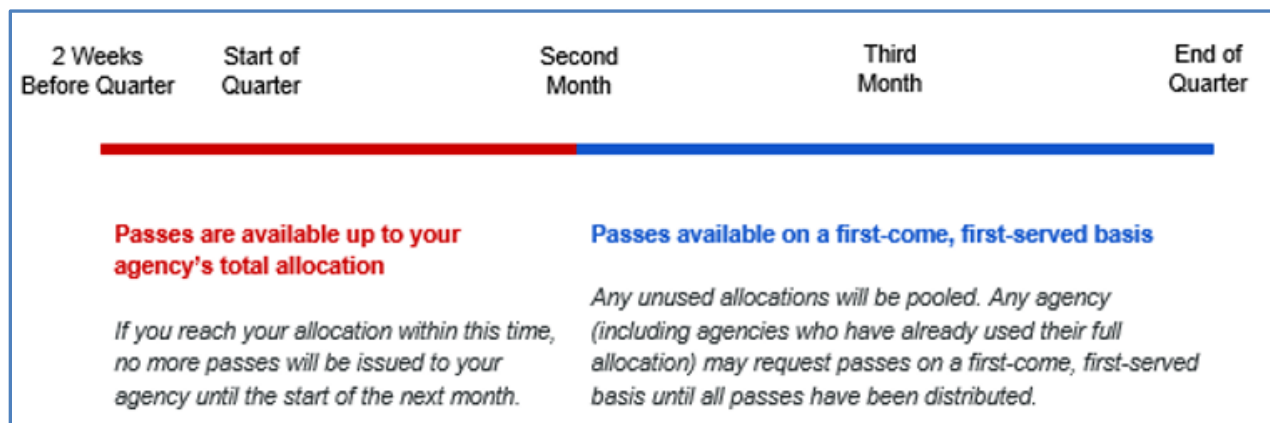 2 Weeks
Before Quarter
Start of
Quarter
Second
Month
Third
Month
End of
Quarter
Passes are available up to your
agency's total allocation
If you reach your allocation within this time,
no more passes will be issued to your
agency until the start of the next month.
Passes available on a first-come, first-served basis
Any unused allocations will be pooled. Any agency
(including agencies who have already used their full
allocation) may request passes on a first-come, first-served
basis until all passes have been distributed.